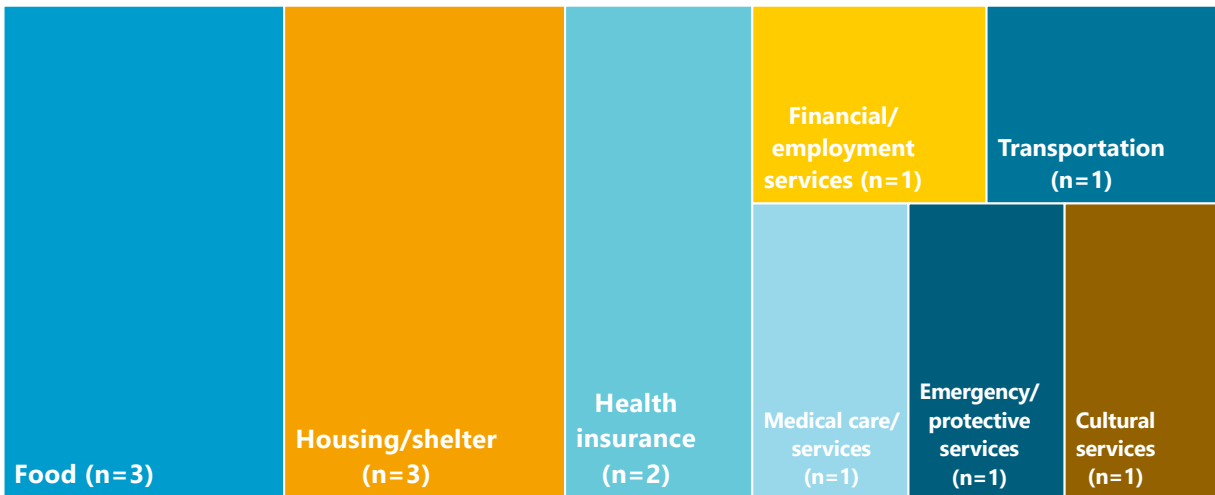 Food (n=3)
Housing/shelter
(n=3)
Health
insurance
(n=2)
Financial/
employment
services (n=1)
Transportation
(n=1)
Medical care/
services
(n=1)
Emergency/
protective
services
(n=1)
Cultural
services
(n=1)